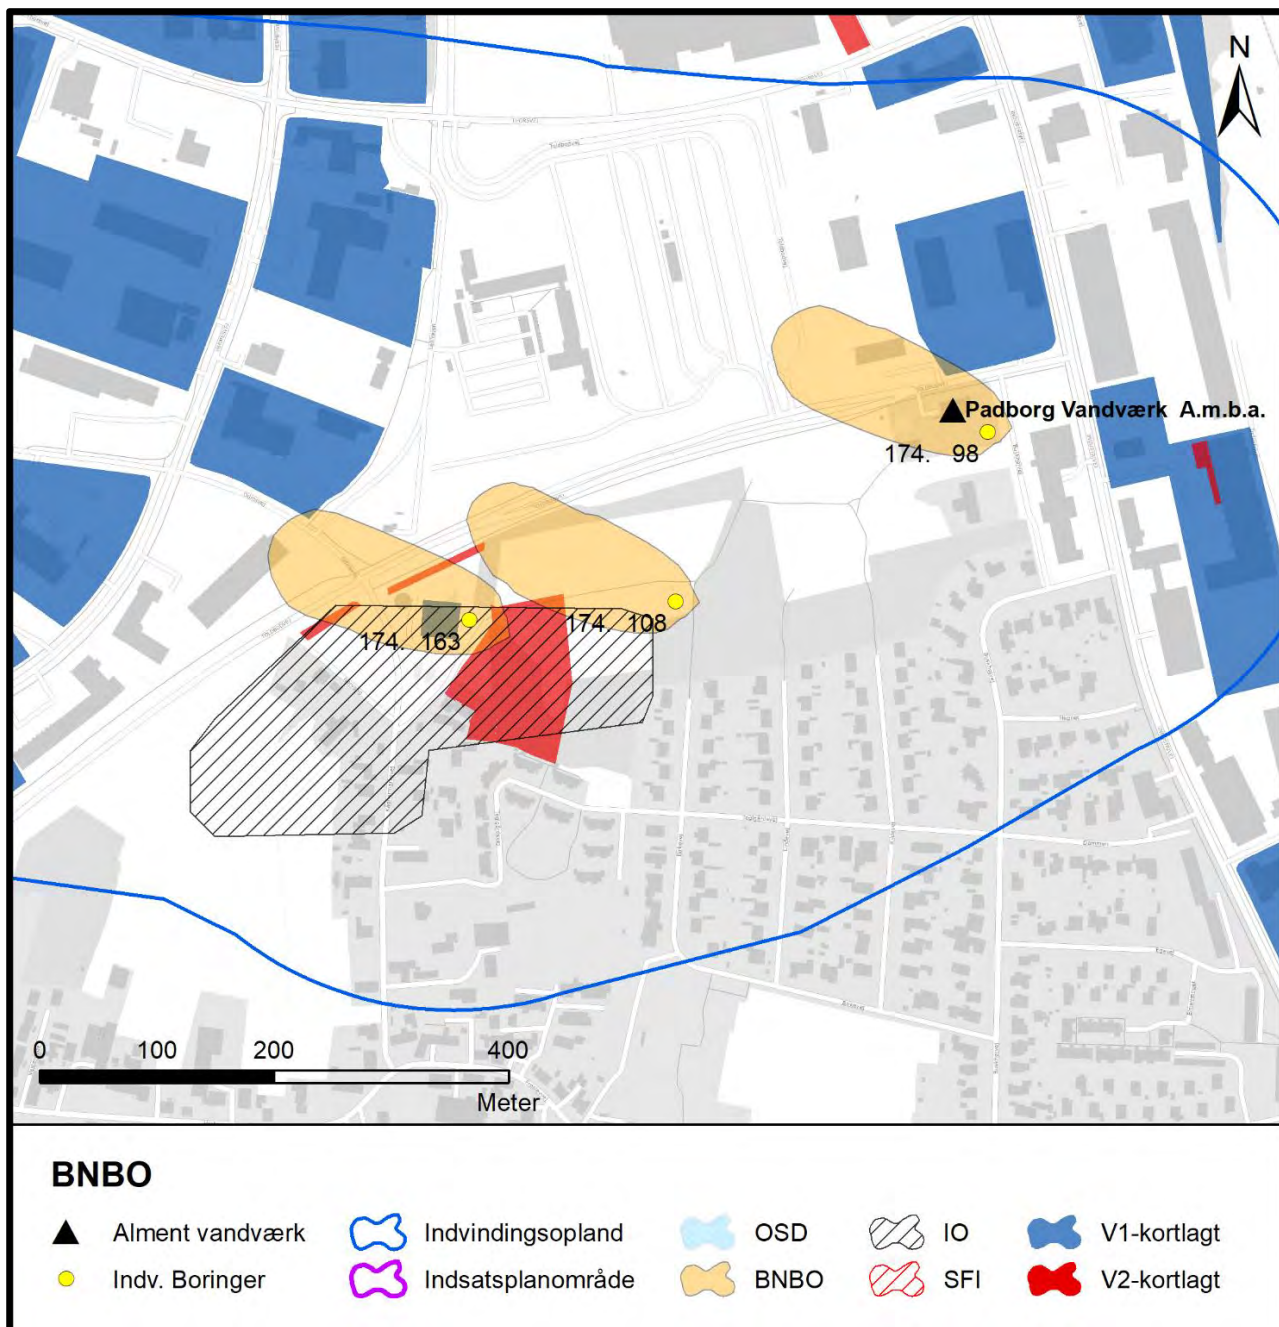 N
Padborg Vandværk A.m.b.a.
174. 98
174. 163
174. 108
0 100 200 400
Meter
BNBO
Alment vandværk
Indvindingsopland
OSD
IO
V1-kortlagt
Indv. Boringer
Indsatsplanområde
BNBO
SFI
V2-kortlagt